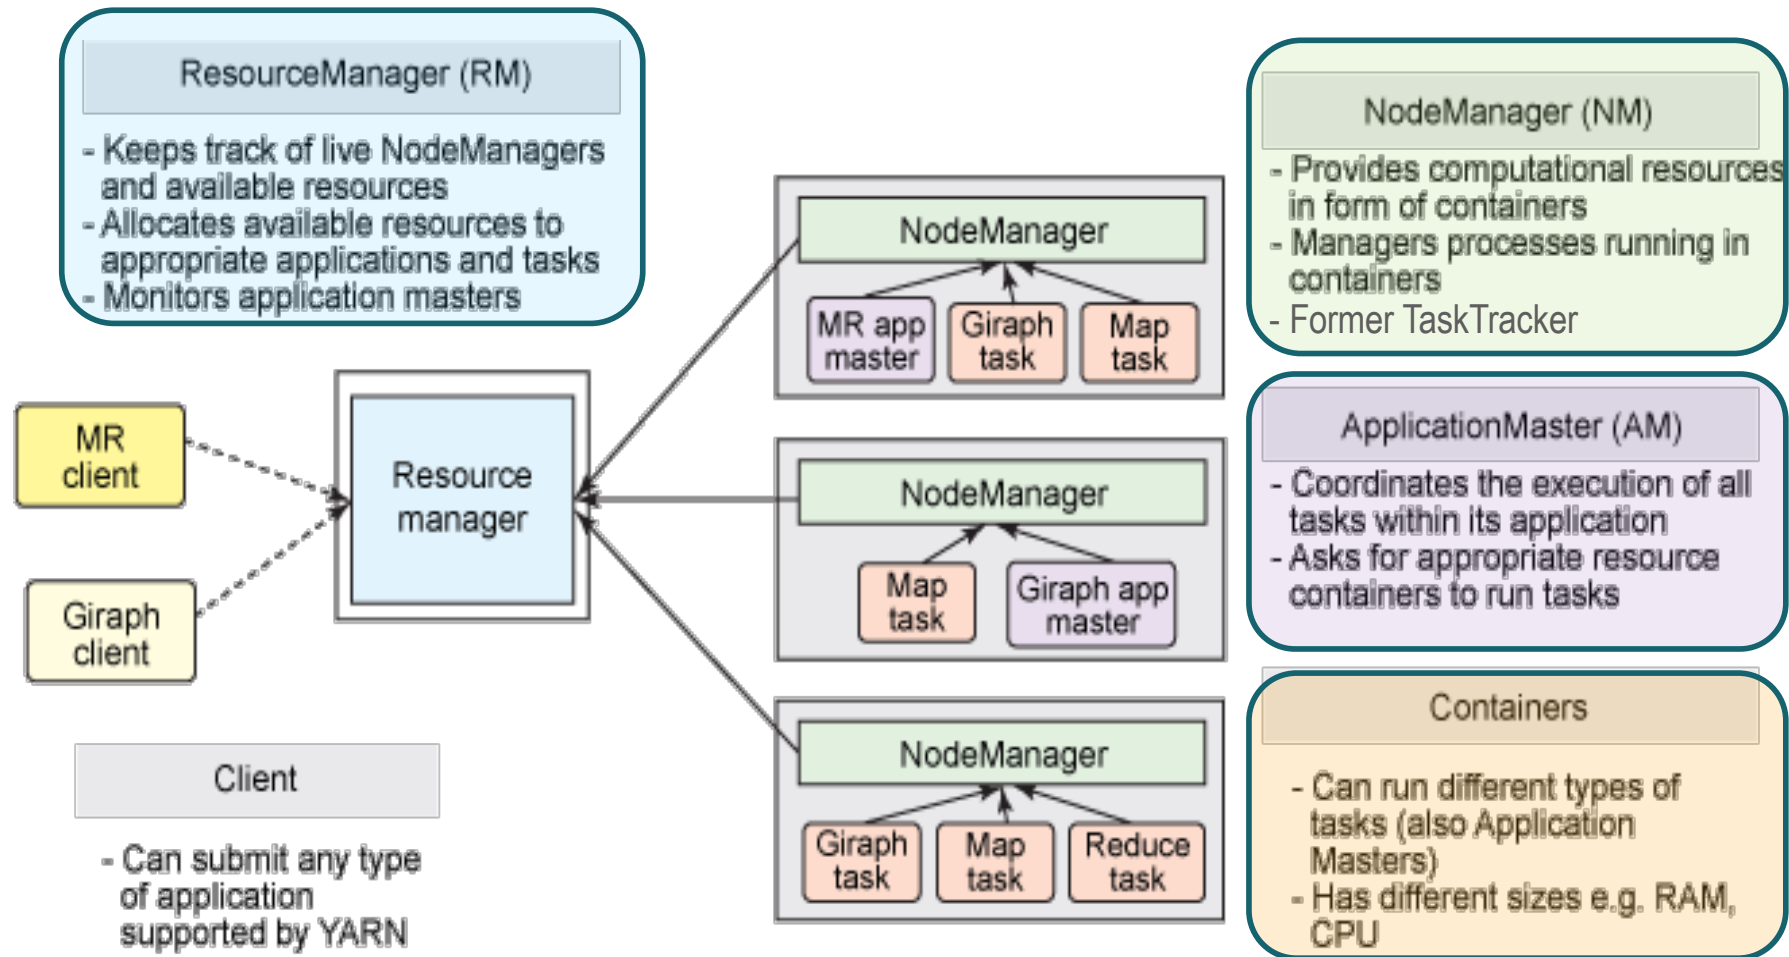 ResourceManager (RM)
- Keeps track of live NodeManagers
and available resources
- Allocates available resources to
appropriate applications and tasks
- Monitors application masters
MR
client
Giraph
client
Client
- Can submit any type
of application
supported by YARN
Resource
manager
NodeManager
MR app
master
Giraph
task
Map
task
NodeManager
Map
task
Giraph app
master
NodeManager
Giraph
task
Map
task
Reduce
task
NodeManager (NM)
- Provides computational resources
in form of containers
- Managers processes running in
containers
- Former TaskTracker
ApplicationMaster (AM)
- Coordinates the execution of all
tasks within its application
- Asks for appropriate resource
containers to run tasks
Containers
- Can run different types of
tasks (also Application
Masters)
- Has different sizes e.g. RAM,
CPU